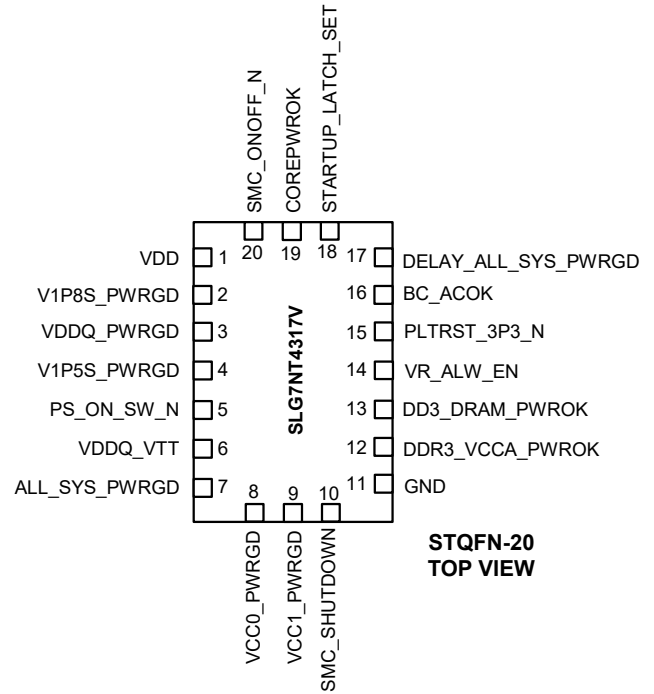 SMC_ONOFF_N
COREPWROK
STARTUP_LATCH_SET
20
19
18
VDD
1
V1P8S_PWRGD
2
VDDQ_PWRGD
3
V1P5S_PWRGD
4
PS_ON_SW_N
5
VDDQ_VTT
6
ALL_SYS_PWRGD
7
SLG7NT4317V
17
DELAY_ALL_SYS_PWRGD
16
BC_ACOK
15
PLTRST_3P3_N
14
VR_ALW_EN
13
DD3_DRAM_PWROK
12
DDR3_VCCA_PWROK
11
GND
8
9
10
VCC0_PWRGD
VCC1_PWRGD
SMC_SHUTDOWN
STQFN-20
TOP VIEW